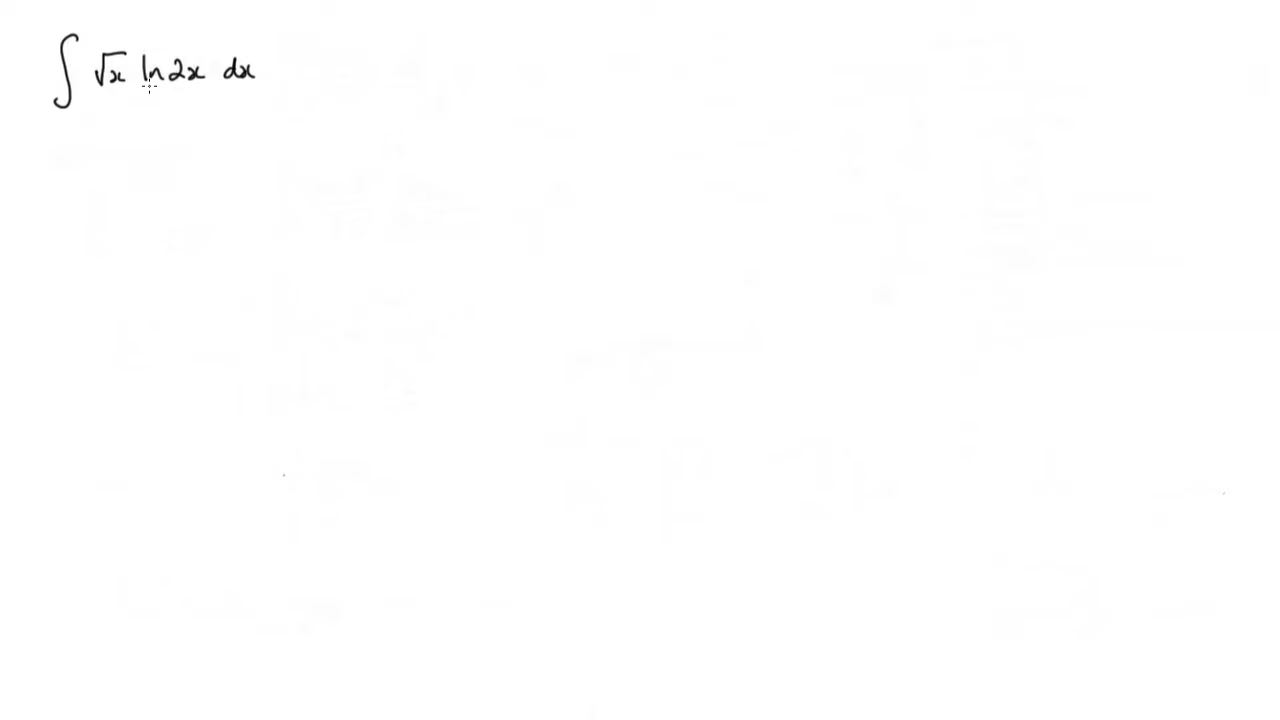 ∫ √x ln 2x dx